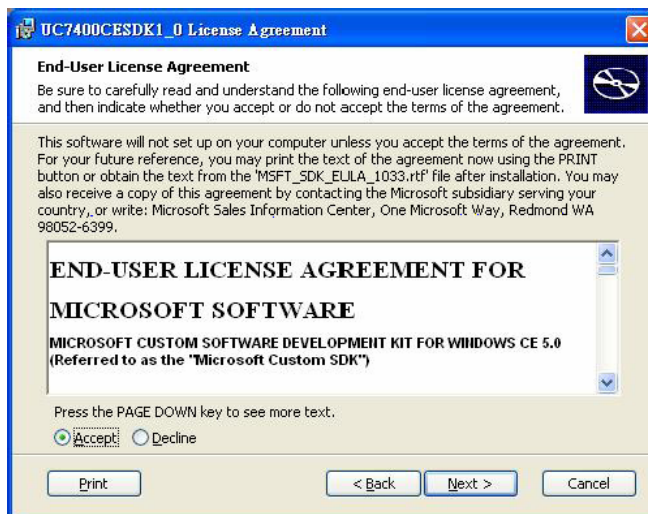 UC7400CESDK1_0 License Agreement
End-User License Agreement
Be sure to carefully read and understand the following end-user license agreement,
and then indicate whether you accept or do not accept the terms of the agreement.
This software will not set up on your computer unless you accept the terms of the agreement.
For your future reference, you may print the text of the agreement now using the PRINT
button or obtain the text from the 'MSFT_SDK_EULA_1033.rtf' file after installation. You may
also receive a copy of this agreement by contacting the Microsoft subsidiary serving your
country, or write: Microsoft Sales Information Center, One Microsoft Way, Redmond WA
98052-6399.
END-USER LICENSE AGREEMENT FOR
MICROSOFT SOFTWARE
MICROSOFT CUSTOM SOFTWARE DEVELOPMENT KIT FOR WINDOWS CE 5.0
(Referred to as the "Microsoft Custom SDK")
Press the PAGE DOWN key to see more text.
Accept Decline
Print < Back Next > Cancel